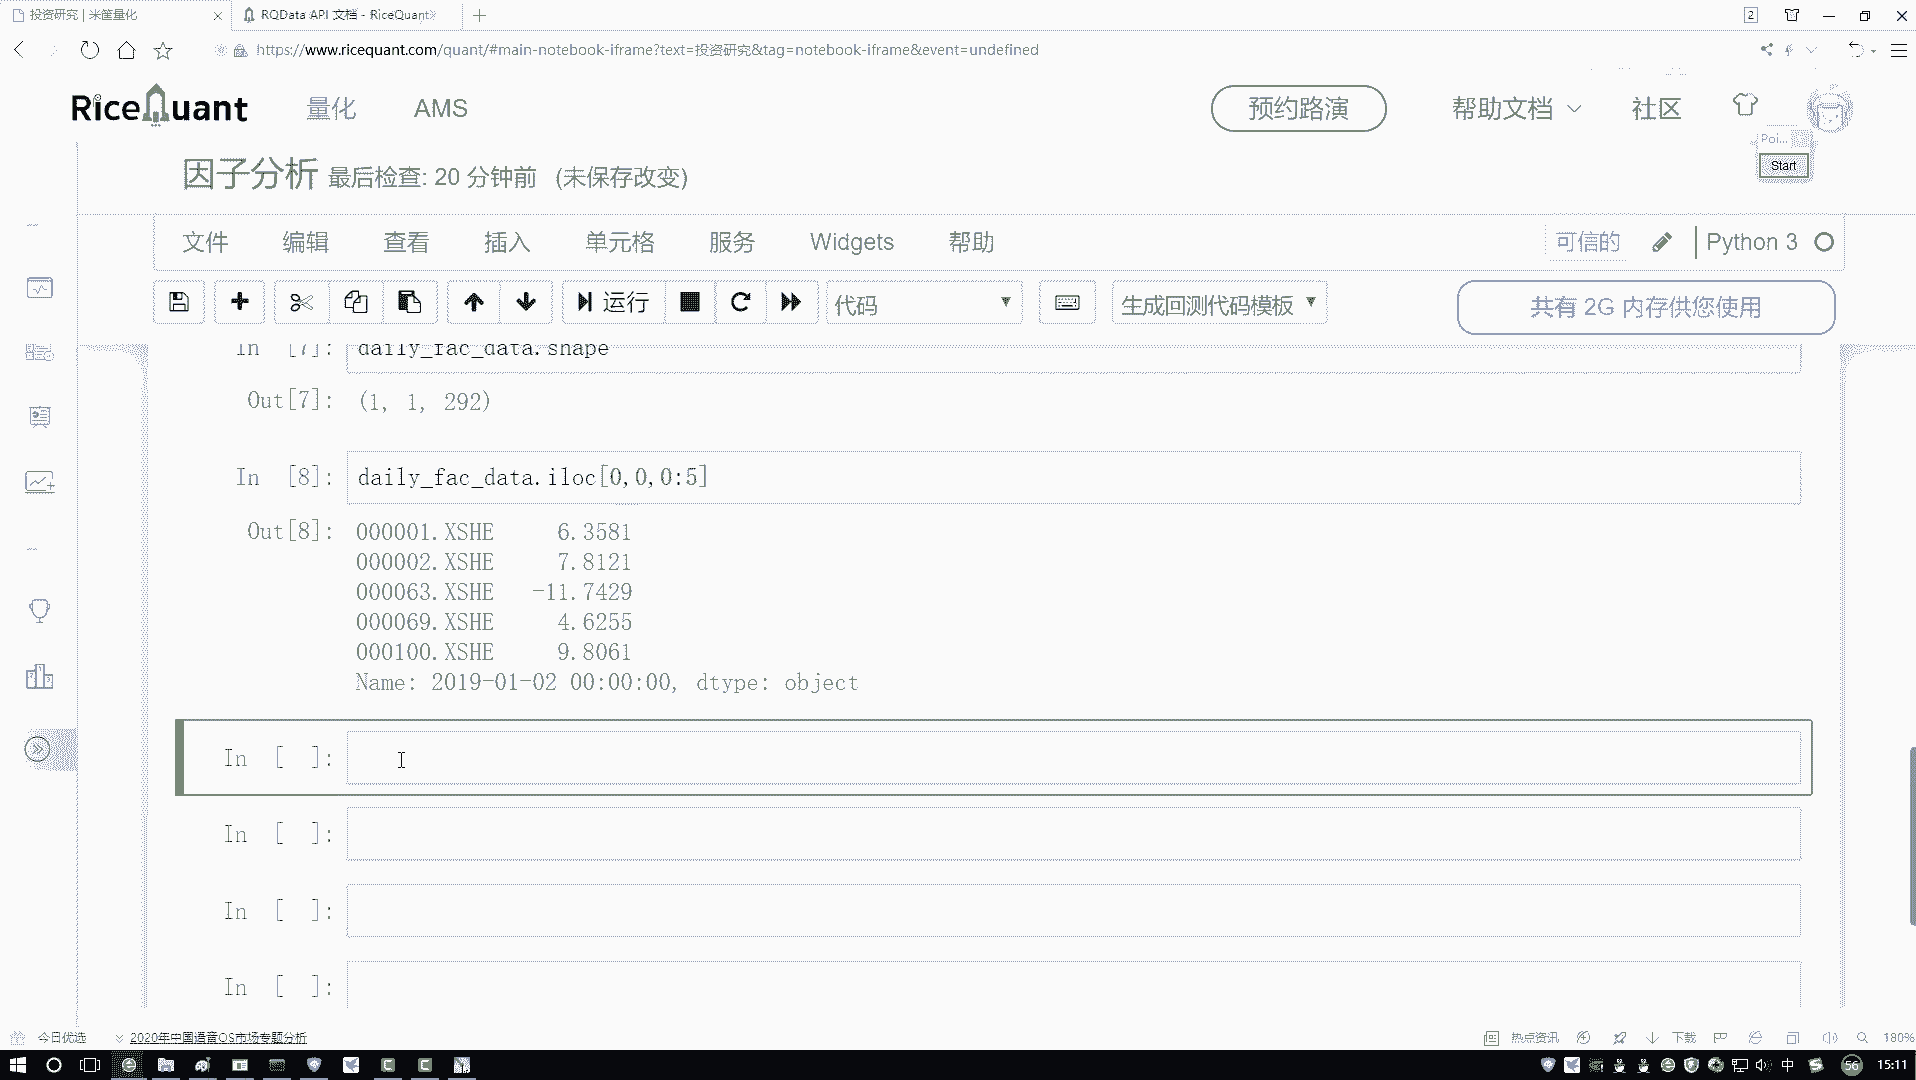 投资研究 | 米筐量化
RQData API 文档 - RiceQuant
2
https://www.ricequant.com/quant/#main-notebook-iframe?text=投资研究&tag=notebook-iframe&event=undefined
RiceQuant 量化 AMS 预约路演 帮助文档 社区
Poi...
Start
因子分析 最后检查: 20 分钟前 (未保存改变)
文件 编辑 查看 插入 单元格 服务 Widgets 帮助 可信的 Python 3
运行 代码 生成回测代码模板 共有 2G 内存供您使用
In [7]: daily_fac_data.shape
Out[7]: (1, 1, 292)
In [8]: daily_fac_data.iloc[0,0,0:5]
Out[8]: 000001.XSHE 6.3581
000002.XSHE 7.8121
000063.XSHE -11.7429
000069.XSHE 4.6255
000100.XSHE 9.8061
Name: 2019-01-02 00:00:00, dtype: object
In [ ]:
In [ ]:
In [ ]:
In [ ]:
今日优选 2020年中国语音OS市场专题分析 热点资讯 下载 180%
中 56 15:11